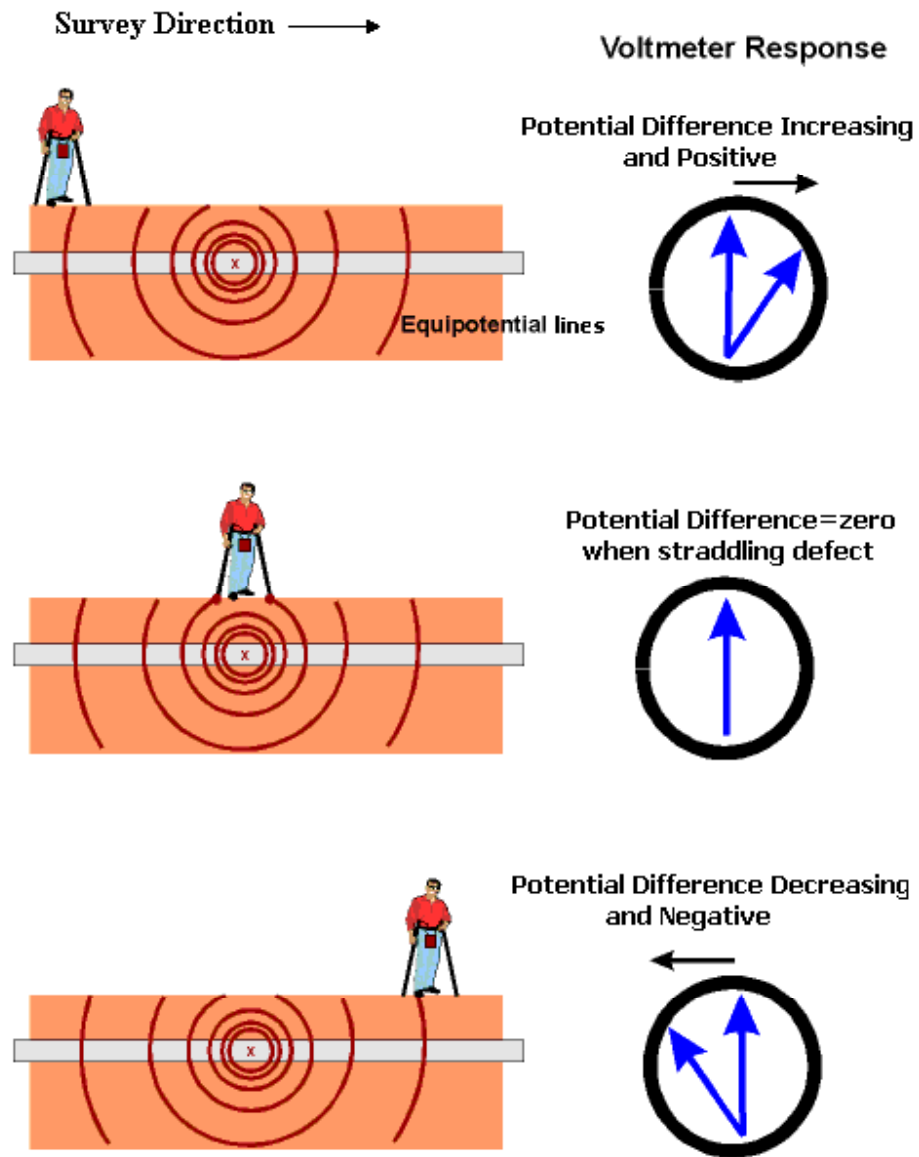 Survey Direction
Voltmeter Response
Potential Difference Increasing
and Positive
x
Equipotential lines
Potential Difference=zero
when straddling defect
x
Potential Difference Decreasing
and Negative
x